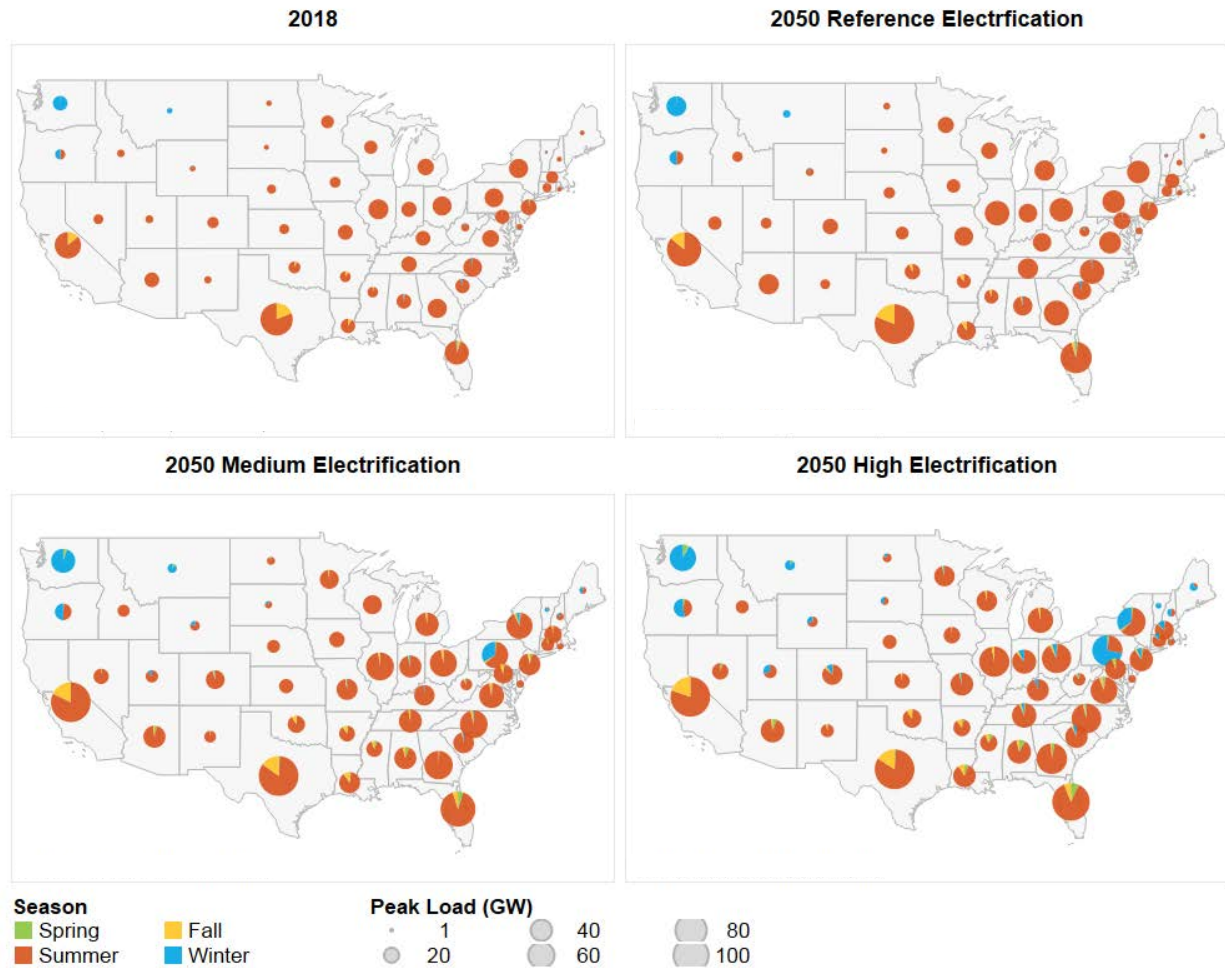 2018
2050 Reference Electrfication
2050 Medium Electrification
2050 High Electrification
Season
Spring
Fall
Summer
Winter
Peak Load (GW)
1
40
80
20
60
100